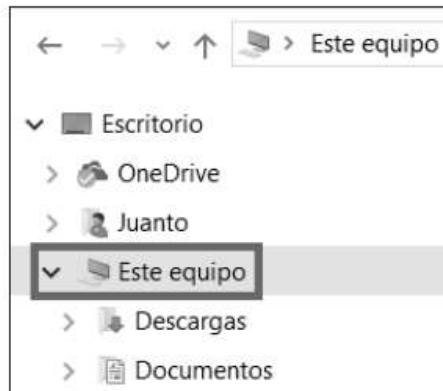 Este equipo
Escritorio
OneDrive
Juanto
Este equipo
Descargas
Documentos